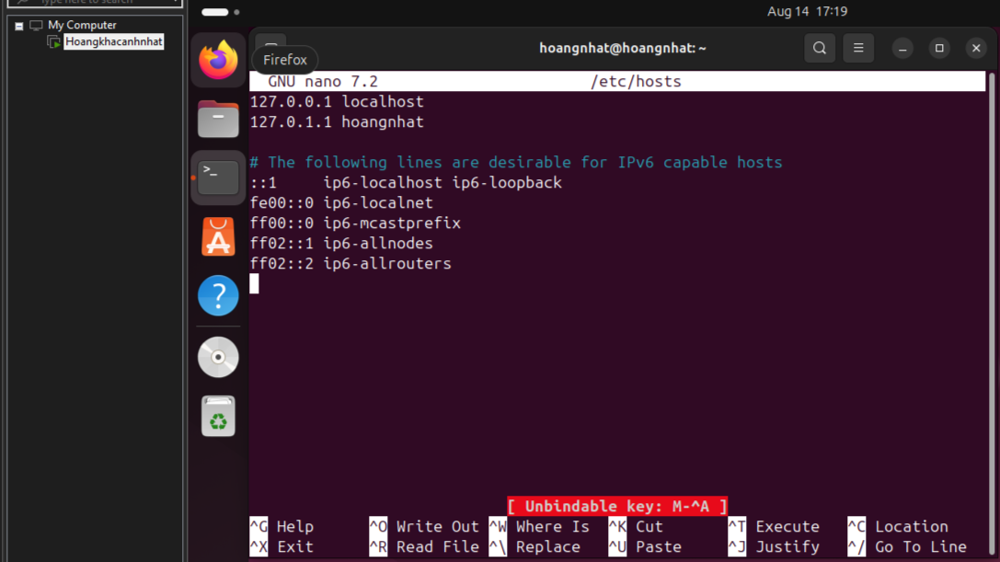 Type here to search
My Computer
Hoangkhacanhnhat
Aug 14 17:19
Firefox
hoangnhat@hoangnhat: ~
GNU nano 7.2 /etc/hosts
127.0.0.1 localhost
127.0.1.1 hoangnhat
# The following lines are desirable for IPv6 capable hosts
::1 ip6-localhost ip6-loopback
fe00::0 ip6-localnet
ff00::0 ip6-mcastprefix
ff02::1 ip6-allnodes
ff02::2 ip6-allrouters
[ Unbindable key: M-^A ]
^G Help ^O Write Out ^W Where Is ^K Cut ^T Execute ^C Location
^X Exit ^R Read File ^\ Replace ^U Paste ^J Justify ^/ Go To Line